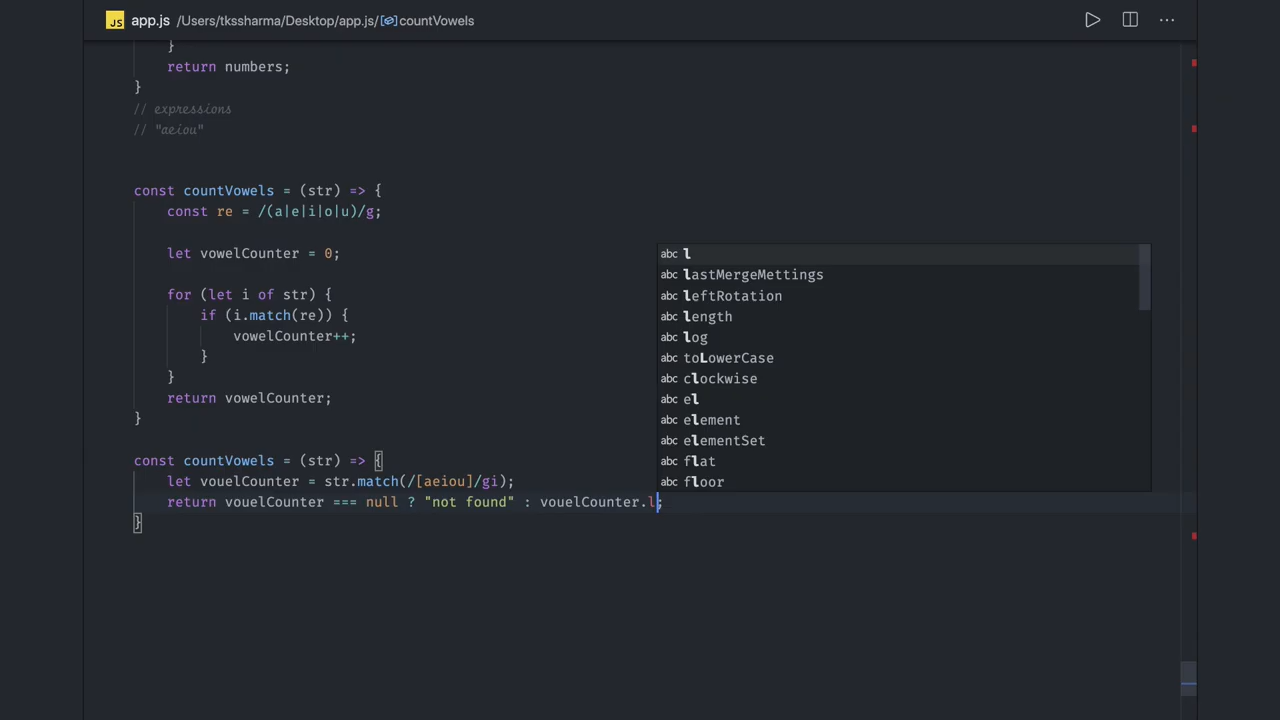 JS app.js /Users/tkssharma/Desktop/app.js/countVowels
}
return numbers;
}
// expressions
// "aeiou"
const countVowels = (str) => {
const re = /(a|e|i|o|u)/g;
let vowelCounter = 0;
for (let i of str) {
if (i.match(re)) {
vowelCounter++;
}
}
return vowelCounter;
}
const countVowels = (str) => {
let vouelCounter = str.match(/[aeiou]/gi);
return vouelCounter === null ? "not found" : vouelCounter.l;
}
abc l
abc lastMergeMettings
abc leftRotation
abc length
abc log
abc toLowerCase
abc clockwise
abc el
abc element
abc elementSet
abc flat
abc floor